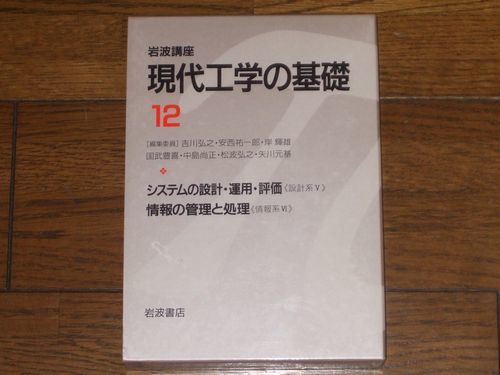 岩波講座
現代工学の基礎
12
[編集委員]吉川弘之・安西祐一郎・岸 輝雄
国武豊喜・中島尚正・松波弘之・矢川元基
システムの設計・運用・評価《設計系Ⅴ》
情報の管理と処理《情報系Ⅵ》
岩波書店